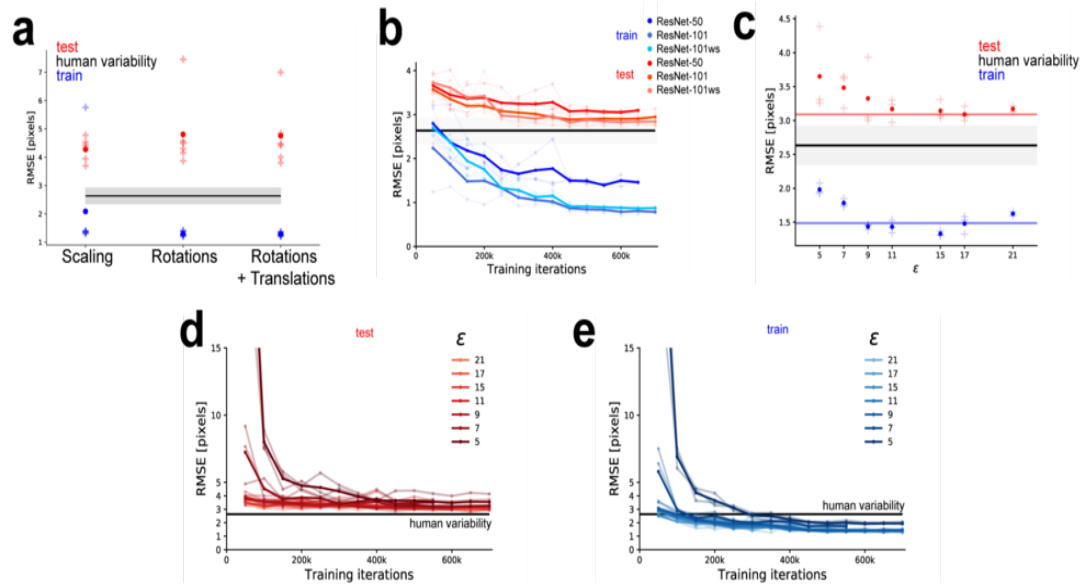 a
test
human variability
train
RMSE [pixels]
7
6
5
4
3
2
1
Scaling
Rotations
Rotations
+ Translations
b
train
test
ResNet-50
ResNet-101
ResNet-101ws
ResNet-50
ResNet-101
ResNet-101ws
RMSE [pixels]
4
3
2
1
0
0
200k
400k
600k
Training iterations
c
test
human variability
train
RMSE [pixels]
4.5
4.0
3.5
3.0
2.5
2.0
1.5
5
7
9
11
15
17
21
ε
d
test
ε
21
17
15
11
9
7
5
RMSE [pixels]
15
10
5
4
3
2
1
0
human variability
0
200k
400k
600k
Training iterations
e
train
ε
21
17
15
11
9
7
5
RMSE [pixels]
15
10
5
4
3
2
1
0
human variability
0
200k
400k
600k
Training iterations